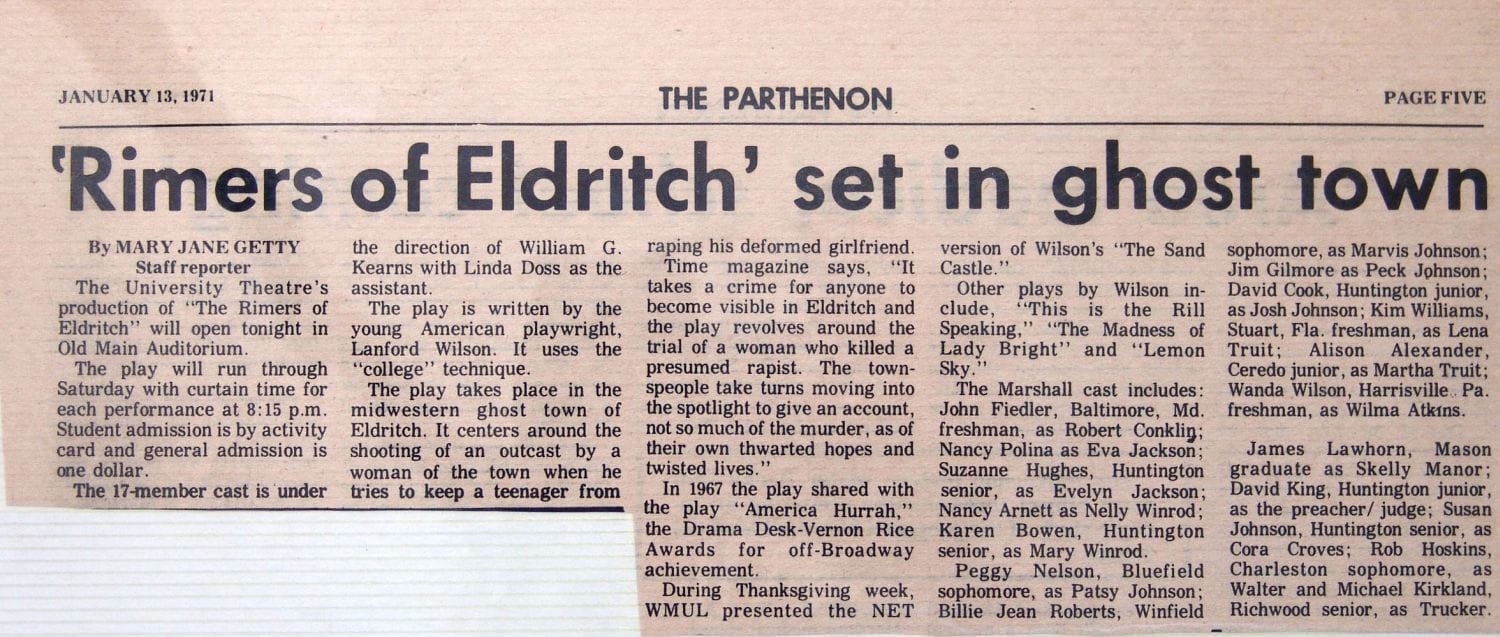 JANUARY 13, 1971
THE PARTHENON
PAGE FIVE
'Rimers of Eldritch' set in ghost town
By MARY JANE GETTY
Staff reporter
The University Theatre's
production of "The Rimers of
Eldritch" will open tonight in
Old Main Auditorium.
The play will run through
Saturday with curtain time for
each performance at 8:15 p.m.
Student admission is by activity
card and general admission is
one dollar.
The 17-member cast is under
the direction of William G.
Kearns with Linda Doss as the
assistant.
The play is written by the
young American playwright,
Lanford Wilson. It uses the
"college" technique.
The play takes place in the
midwestern ghost town of
Eldritch. It centers around the
shooting of an outcast by a
woman of the town when he
tries to keep a teenager from
raping his deformed girlfriend.
Time magazine says, "It
takes a crime for anyone to
become visible in Eldritch and
the play revolves around the
trial of a woman who killed a
presumed rapist. The town-
speople take turns moving into
the spotlight to give an account,
not so much of the murder, as of
their own thwarted hopes and
twisted lives."
In 1967 the play shared with
the play "America Hurrah,"
the Drama Desk-Vernon Rice
Awards for off-Broadway
achievement.
During Thanksgiving week,
WMUL presented the NET
version of Wilson's "The Sand
Castle."
Other plays by Wilson in-
clude, "This is the Rill
Speaking," "The Madness of
Lady Bright" and "Lemon
Sky."
The Marshall cast includes:
John Fiedler, Baltimore, Md.
freshman, as Robert Conklin;
Nancy Polina as Eva Jackson;
Suzanne Hughes, Huntington
senior, as Evelyn Jackson;
Nancy Arnett as Nelly Winrod;
Karen Bowen, Huntington
senior, as Mary Winrod.
Peggy Nelson, Bluefield
sophomore, as Patsy Johnson;
Billie Jean Roberts, Winfield
sophomore, as Marvis Johnson;
Jim Gilmore as Peck Johnson;
David Cook, Huntington junior,
as Josh Johnson; Kim Williams,
Stuart, Fla. freshman, as Lena
Truit; Alison Alexander,
Ceredo junior, as Martha Truit;
Wanda Wilson, Harrisville Pa.
freshman, as Wilma Atkins.
James Lawhorn, Mason
graduate as Skelly Manor;
David King, Huntington junior,
as the preacher/ judge; Susan
Johnson, Huntington senior, as
Cora Croves; Rob Hoskins,
Charleston sophomore, as
Walter and Michael Kirkland,
Richwood senior, as Trucker.